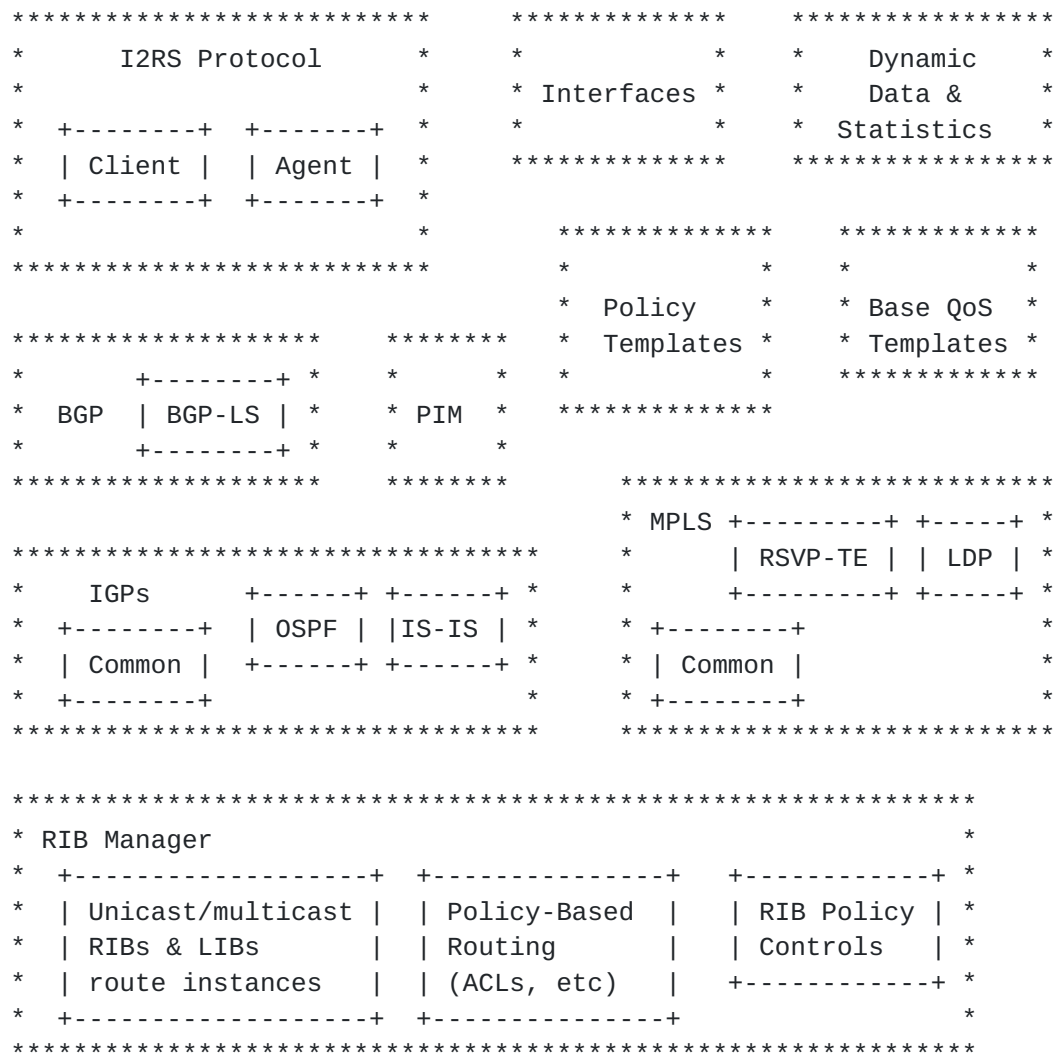 I2RS Protocol
Client
Agent
Interfaces
Dynamic
Data &
Statistics
Policy
Templates
Base QoS
Templates
BGP
BGP-LS
PIM
MPLS
RSVP-TE
LDP
Common
IGPs
Common
OSPF
IS-IS
RIB Manager
Unicast/multicast
RIBs & LIBs
route instances
Policy-Based
Routing
(ACLs, etc)
RIB Policy
Controls